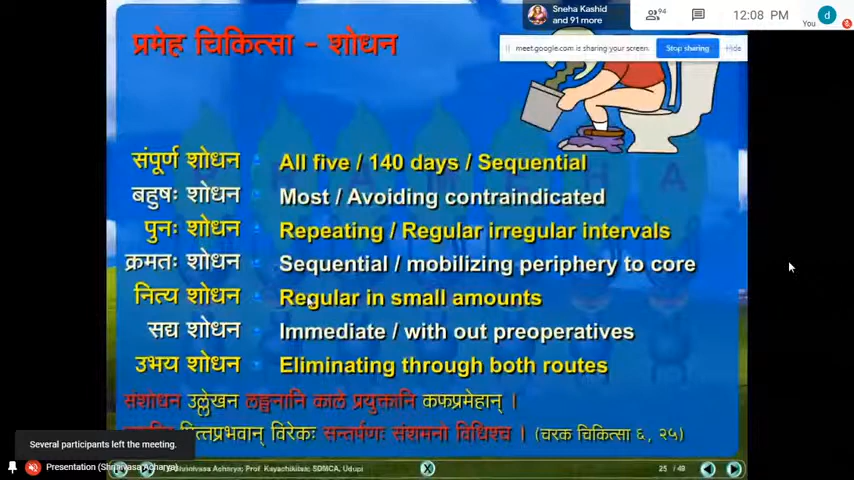 Sneha Kashid
and 91 more
94
12:08 PM
d
You
प्रमेह चिकित्सा - शोधन
meet.google.com is sharing your screen.
Stop sharing
Hide
संपूर्ण शोधन - All five / 140 days / Sequential
बहुषः शोधन - Most / Avoiding contraindicated
पुनः शोधन - Repeating / Regular irregular intervals
क्रमतः शोधन - Sequential / mobilizing periphery to core
नित्य शोधन - Regular in small amounts
सद्य शोधन - Immediate / with out preoperatives
उभय शोधन - Eliminating through both routes
संशोधन उल्लेखन लङ्घनानि काले प्रयुक्तानि कफप्रमेहान् ।
विरेकः सन्तर्पणः संशमनो विधिश्च । (चरक चिकित्सा ६, २५)
Several participants left the meeting.
Presentation (Shrinivasa Acharya)
Prof. Kayachikitsa, SDMCA, Udupi
25 / 49
X